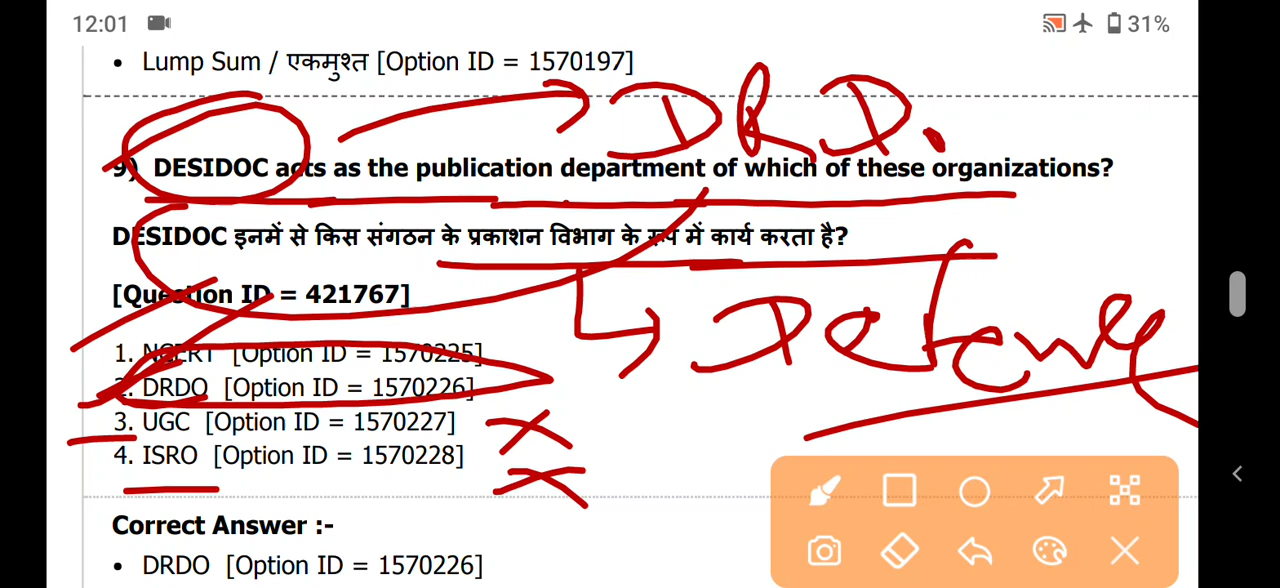 12:01 31%
Lump Sum / एकमुश्त [Option ID = 1570197]
D R D.
9) DESIDOC acts as the publication department of which of these organizations?
DESIDOC इनमें से किस संगठन के प्रकाशन विभाग के रूप में कार्य करता है?
[Question ID = 421767]
Defence
1. NCERT [Option ID = 1570225]
2. DRDO [Option ID = 1570226]
3. UGC [Option ID = 1570227]
4. ISRO [Option ID = 1570228]
Correct Answer :-
DRDO [Option ID = 1570226]